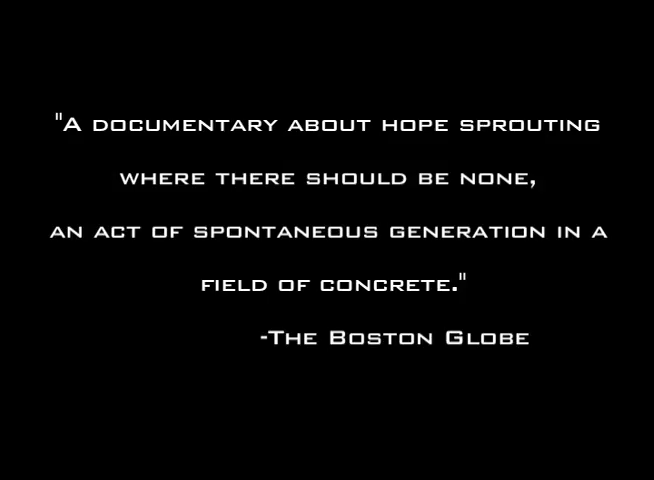 "A documentary about hope sprouting
where there should be none,
an act of spontaneous generation in a
field of concrete."
-The Boston Globe